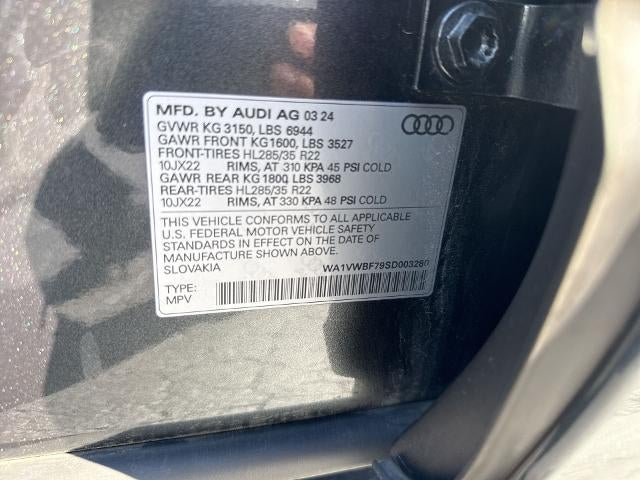 MFD. BY AUDI AG 03 24
GVWR KG 3150, LBS 6944
GAWR FRONT KG1600, LBS 3527
FRONT-TIRES HL285/35 R22
10JX22 RIMS, AT 310 KPA 45 PSI COLD
GAWR REAR KG 1800 LBS 3968
REAR-TIRES HL285/35 R22
10JX22 RIMS, AT 330 KPA 48 PSI COLD
THIS VEHICLE CONFORMS TO ALL APPLICABLE
U.S. FEDERAL MOTOR VEHICLE SAFETY
STANDARDS IN EFFECT ON THE DATE OF
MANUFACTURE SHOWN ABOVE.
SLOVAKIA WA1VWBF79SD003280
TYPE:
MPV